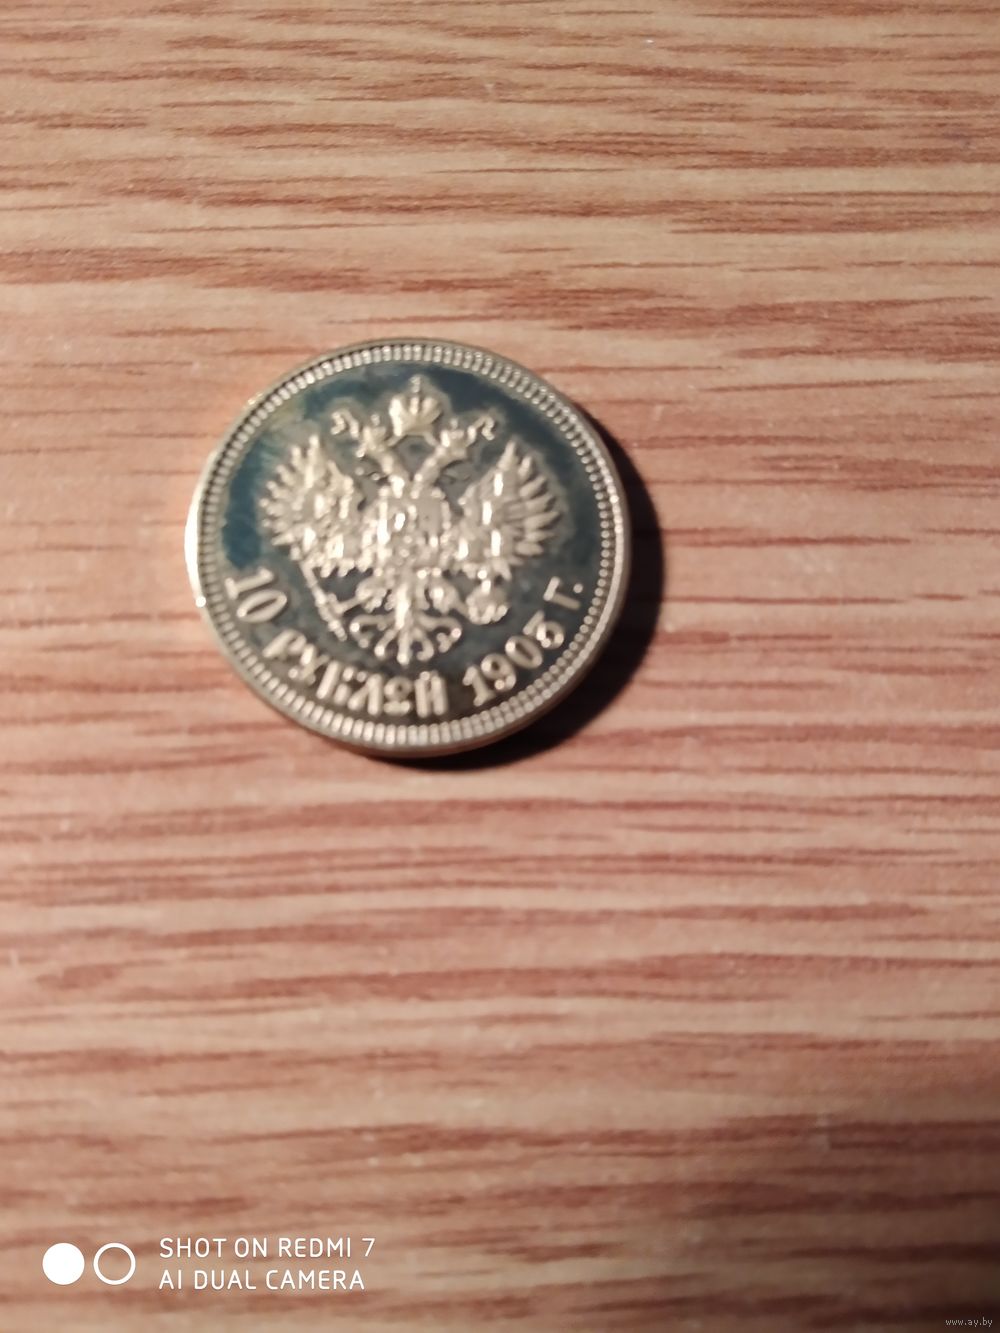 10 РУБЛЕЙ 1903 Г.
SHOT ON REDMI 7
AI DUAL CAMERA
www.ay.by